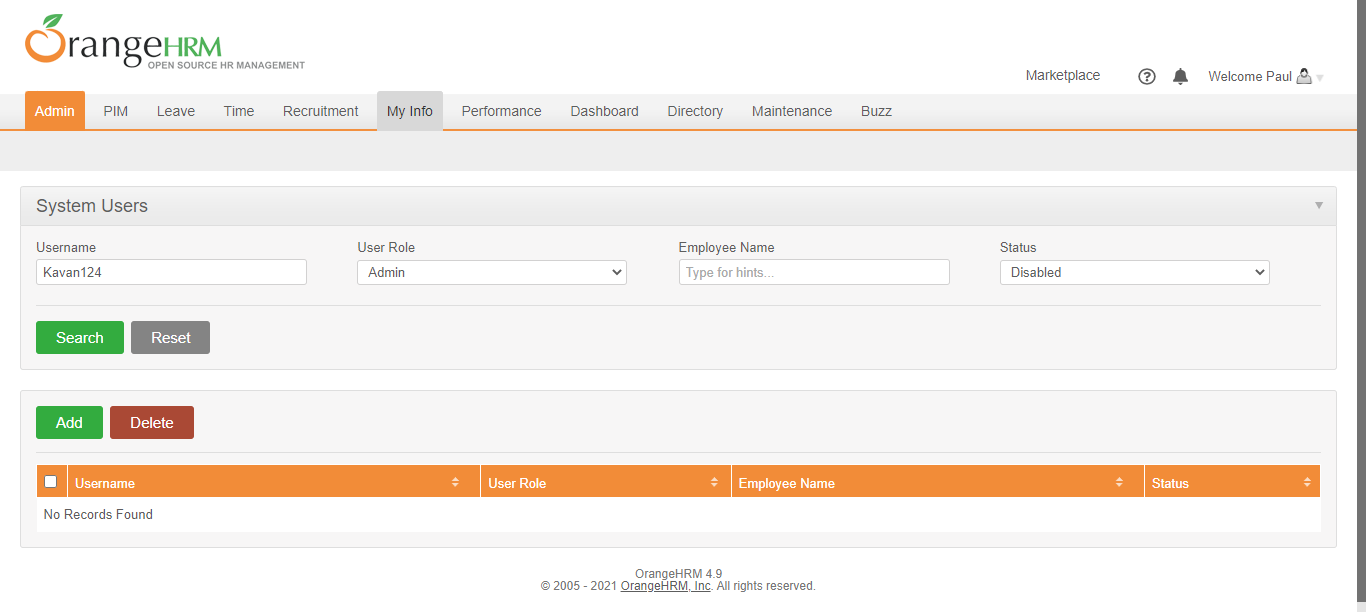 OrangeHRM
OPEN SOURCE HR MANAGEMENT
Marketplace Welcome Paul
Admin PIM Leave Time Recruitment My Info Performance Dashboard Directory Maintenance Buzz
System Users
Username User Role Employee Name Status
Kavan124 Admin Type for hints... Disabled
Search Reset
Add Delete
Username User Role Employee Name Status
No Records Found
OrangeHRM 4.9
© 2005 - 2021 OrangeHRM, Inc. All rights reserved.